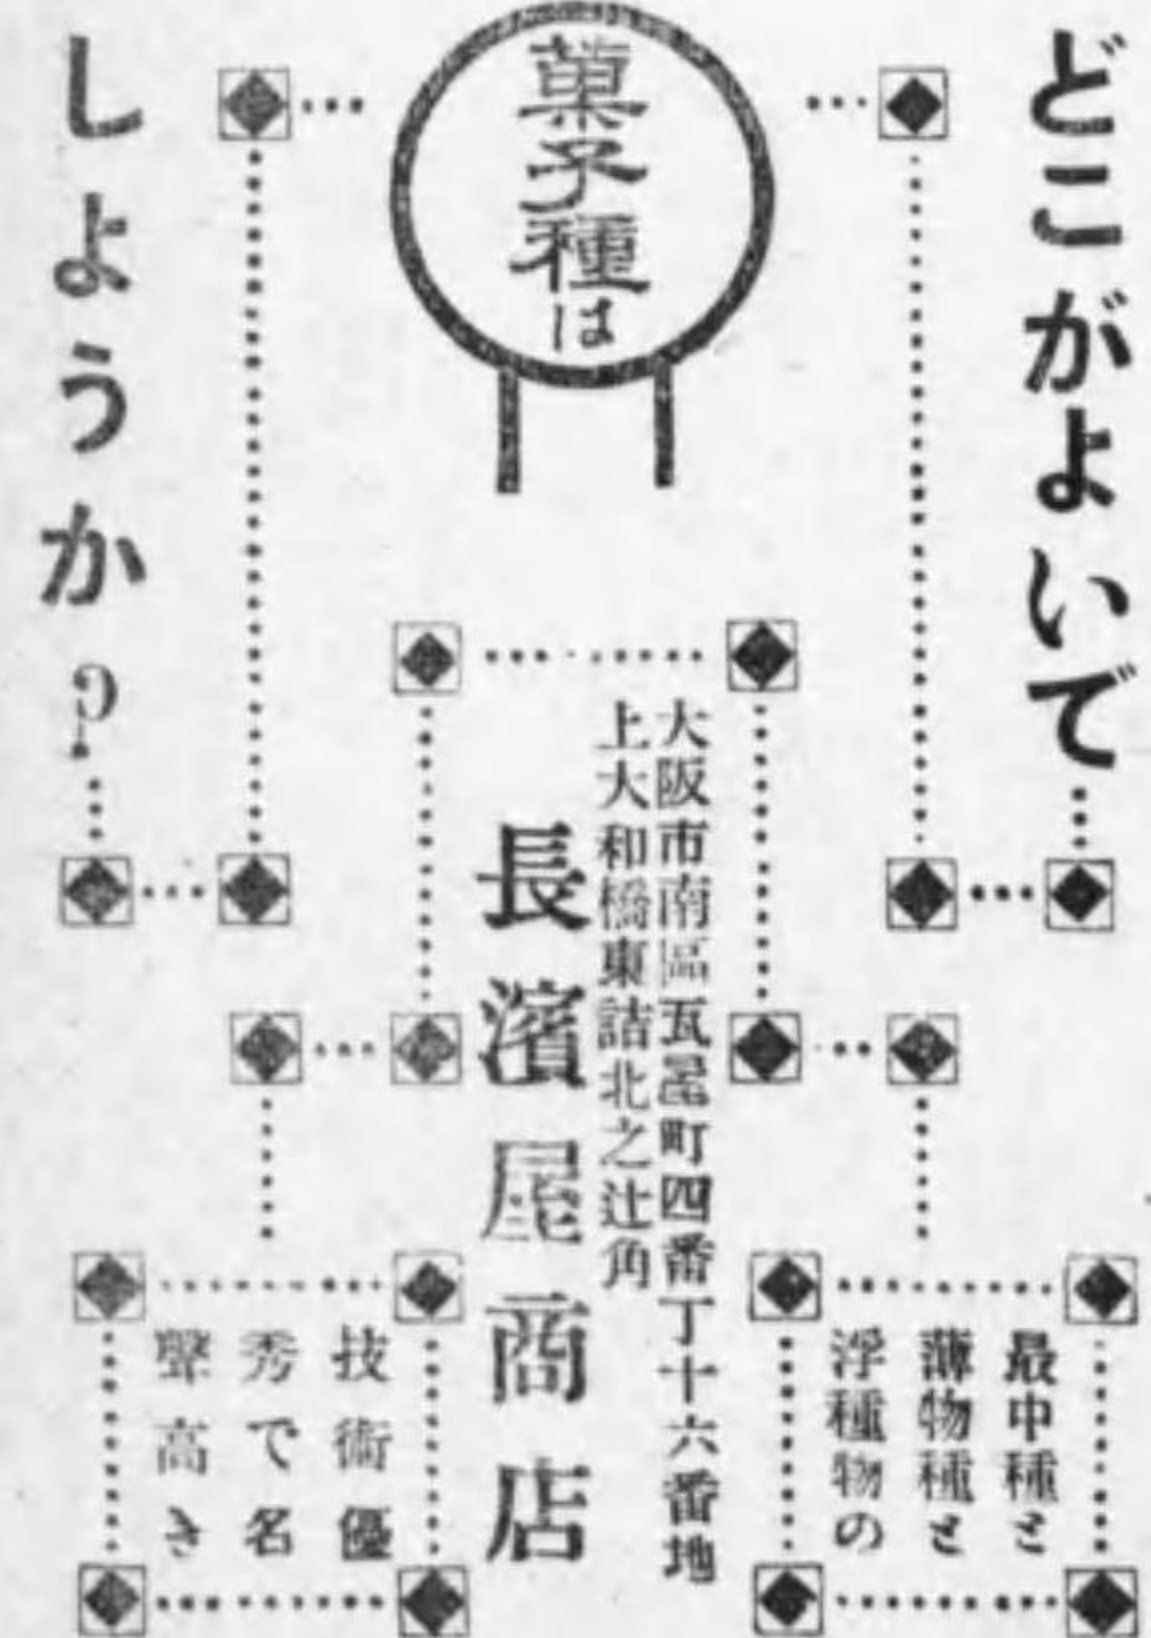 菓子種は
どこがよいで
しようか?
最中種と
薄物種と
浮種物の
技術優
秀で名
聲高き
大阪市南區瓦屋町四番丁十六番地
上大和橋東詰北之辻角
長濱屋商店